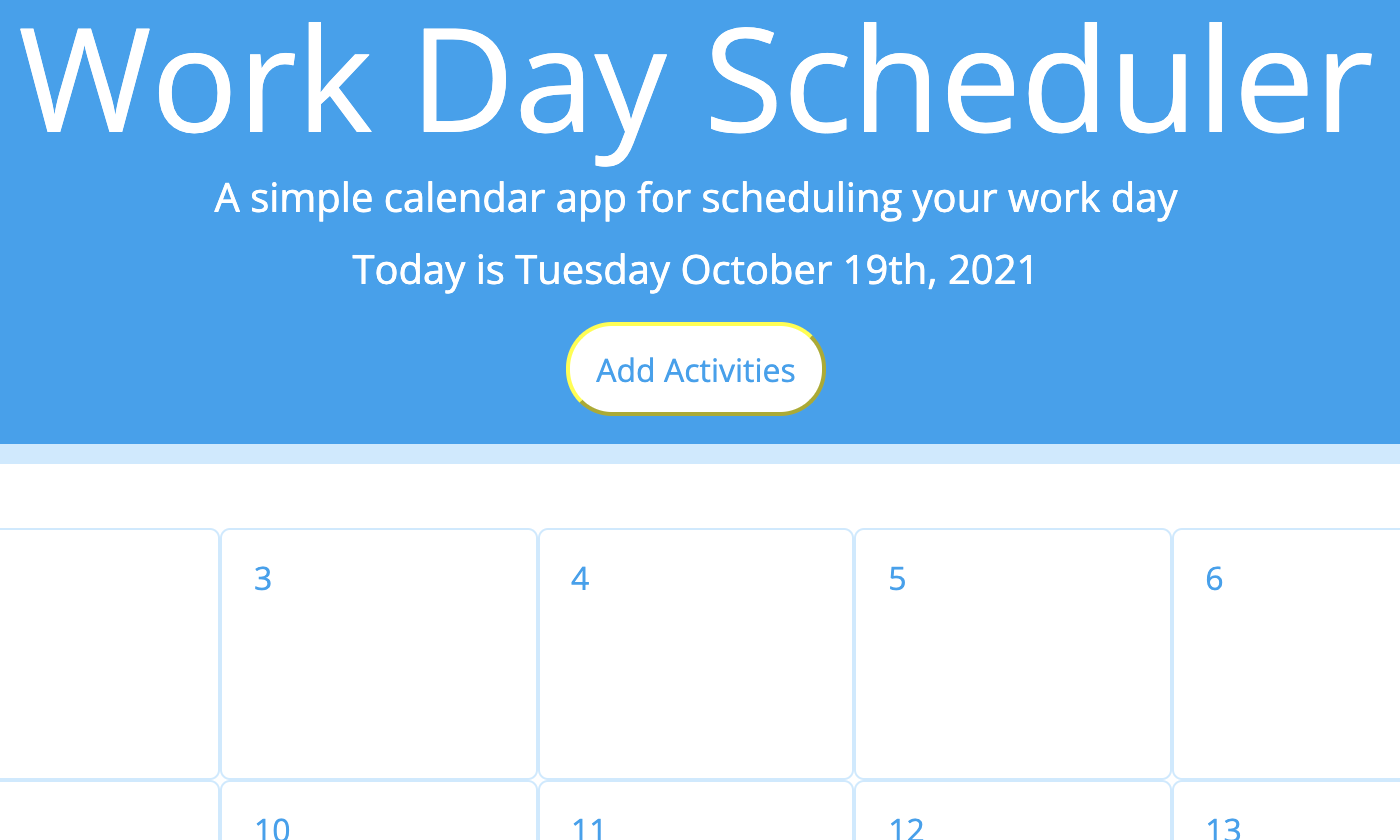 Work Day Scheduler
A simple calendar app for scheduling your work day
Today is Tuesday October 19th, 2021
Add Activities
3 4 5 6
10 11 12 13